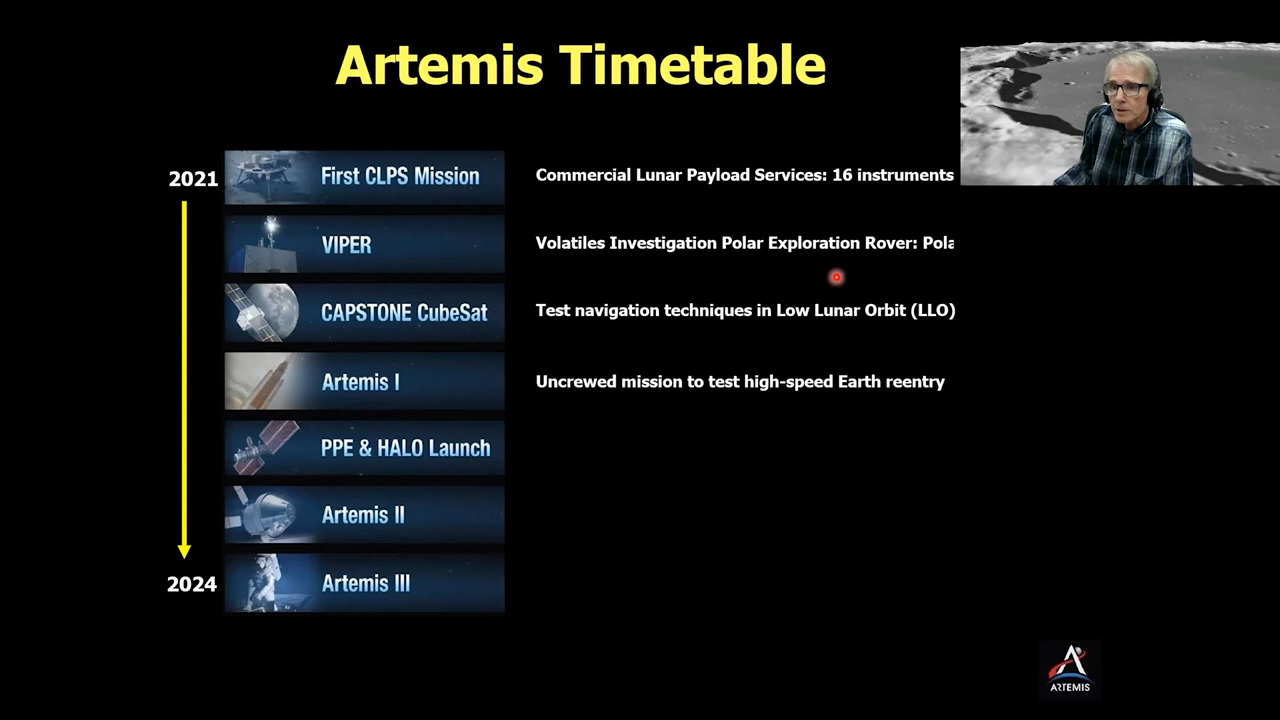 Artemis Timetable
2021
First CLPS Mission
Commercial Lunar Payload Services: 16 instruments
VIPER
Volatiles Investigation Polar Exploration Rover:
CAPSTONE CubeSat
Test navigation techniques in Low Lunar Orbit (LLO)
Artemis I
Uncrewed mission to test high-speed Earth reentry
PPE & HALO Launch
Artemis II
2024
Artemis III
ARTEMIS